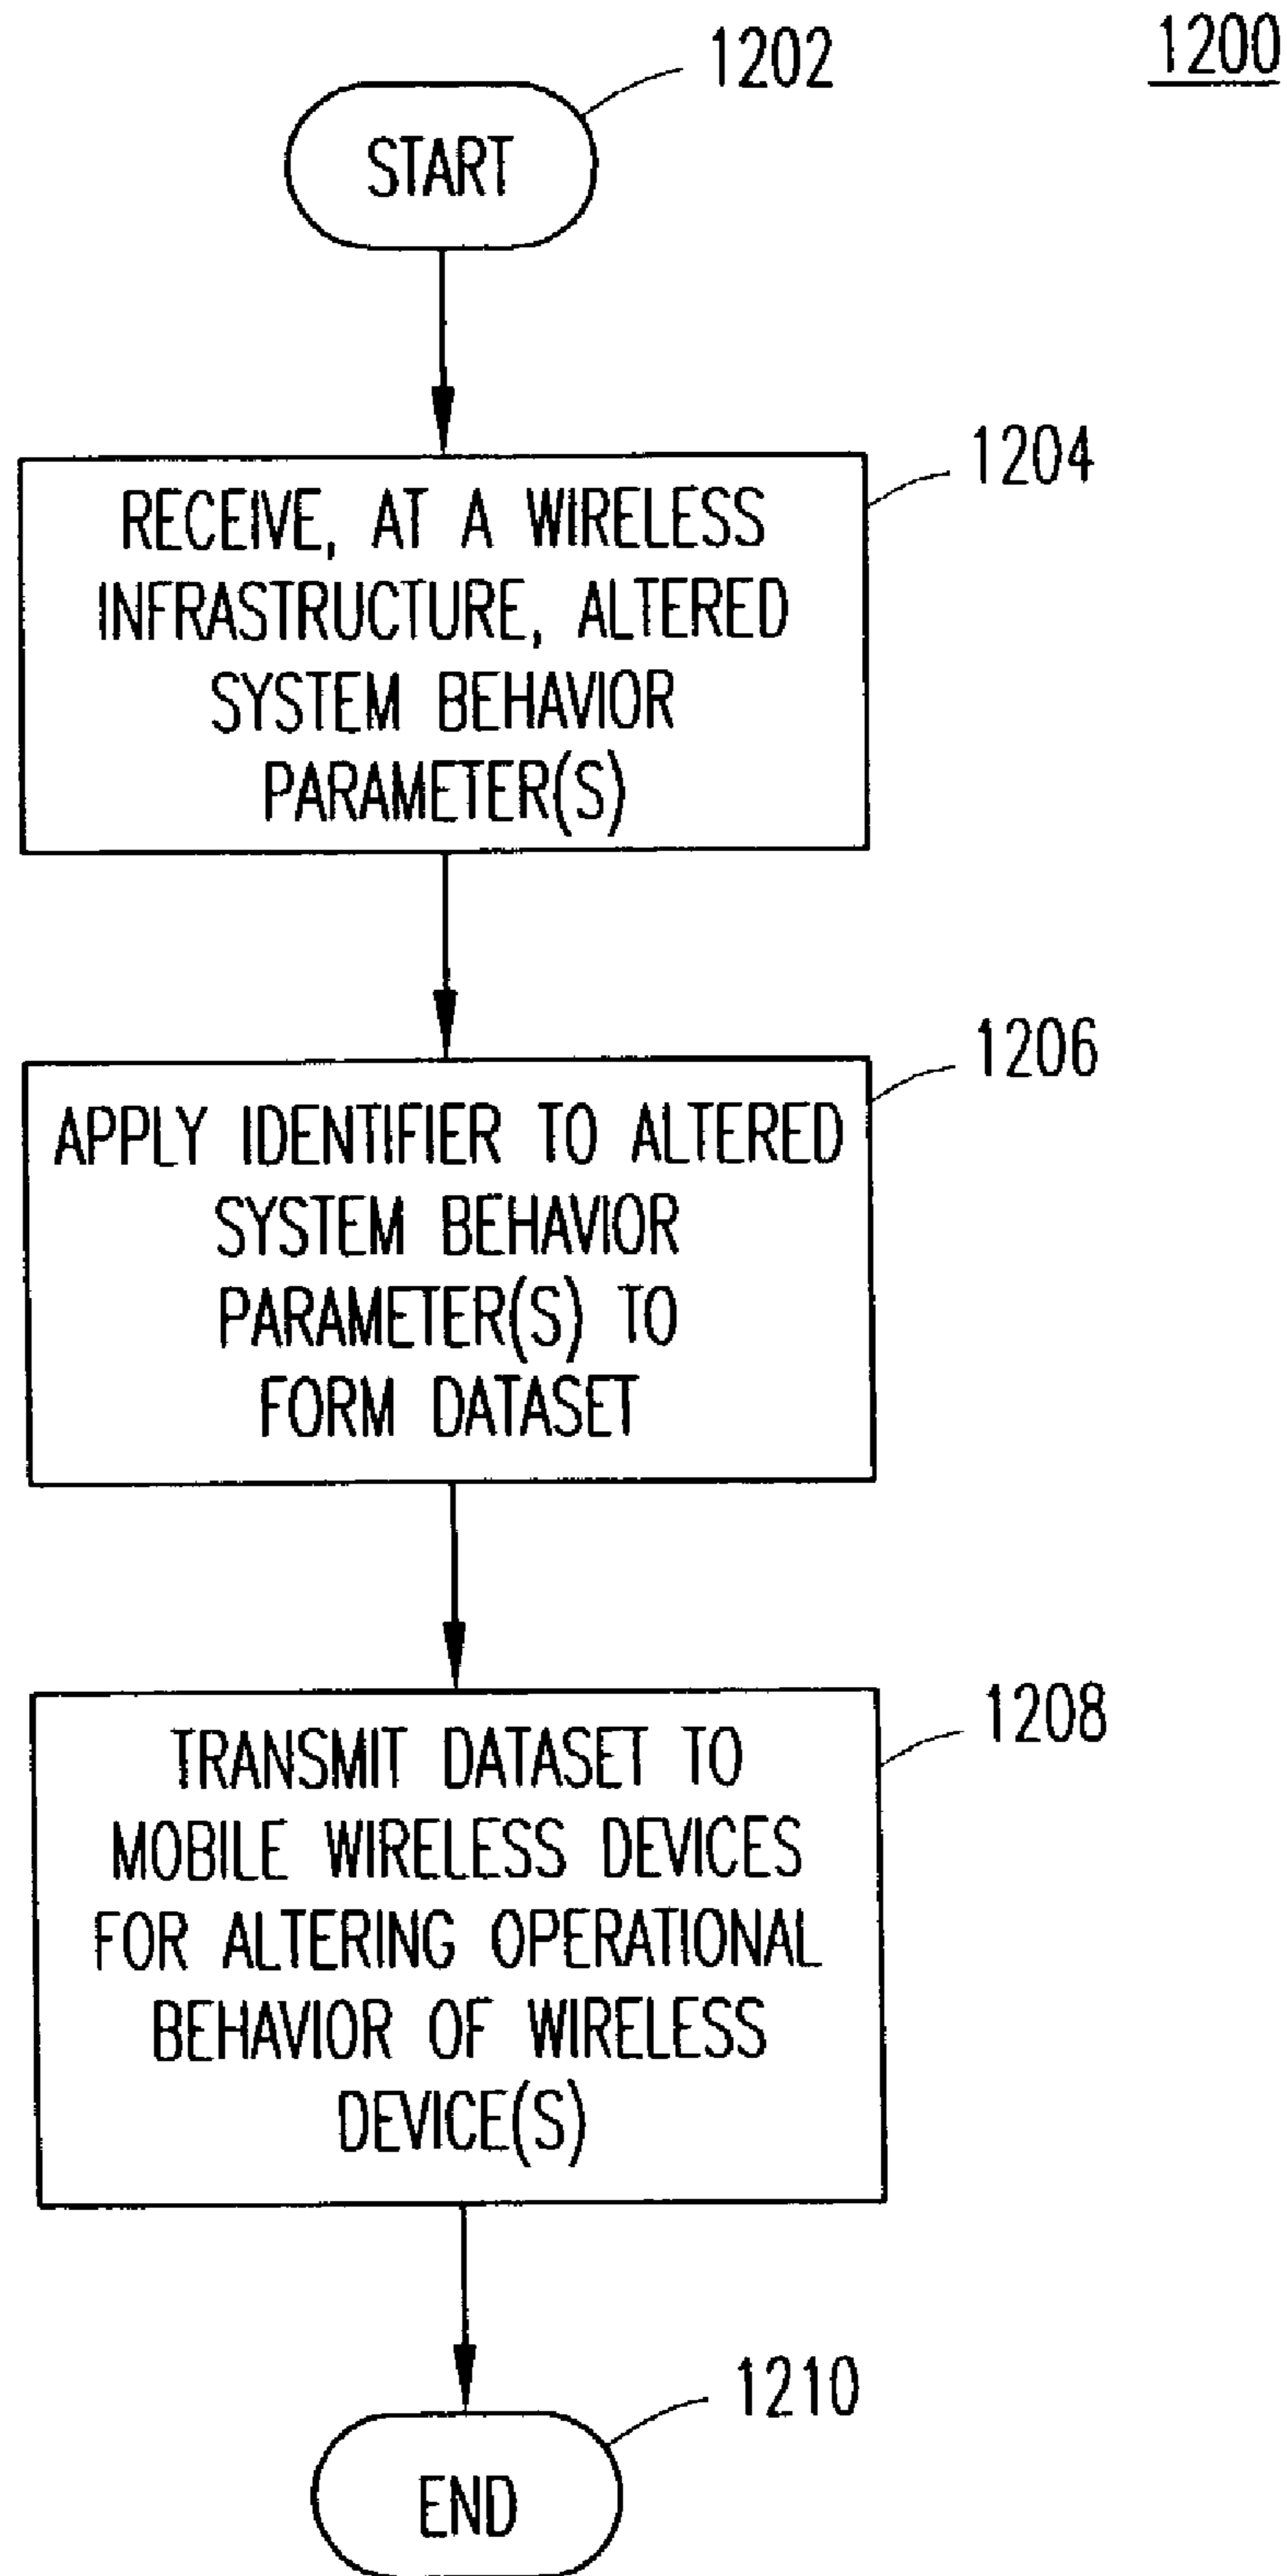 1200
1202
START
1204
RECEIVE, AT A WIRELESS
INFRASTRUCTURE, ALTERED
SYSTEM BEHAVIOR
PARAMETER(S)
1206
APPLY IDENTIFIER TO ALTERED
SYSTEM BEHAVIOR
PARAMETER(S) TO
FORM DATASET
1208
TRANSMIT DATASET TO
MOBILE WIRELESS DEVICES
FOR ALTERING OPERATIONAL
BEHAVIOR OF WIRELESS
DEVICE(S)
1210
END